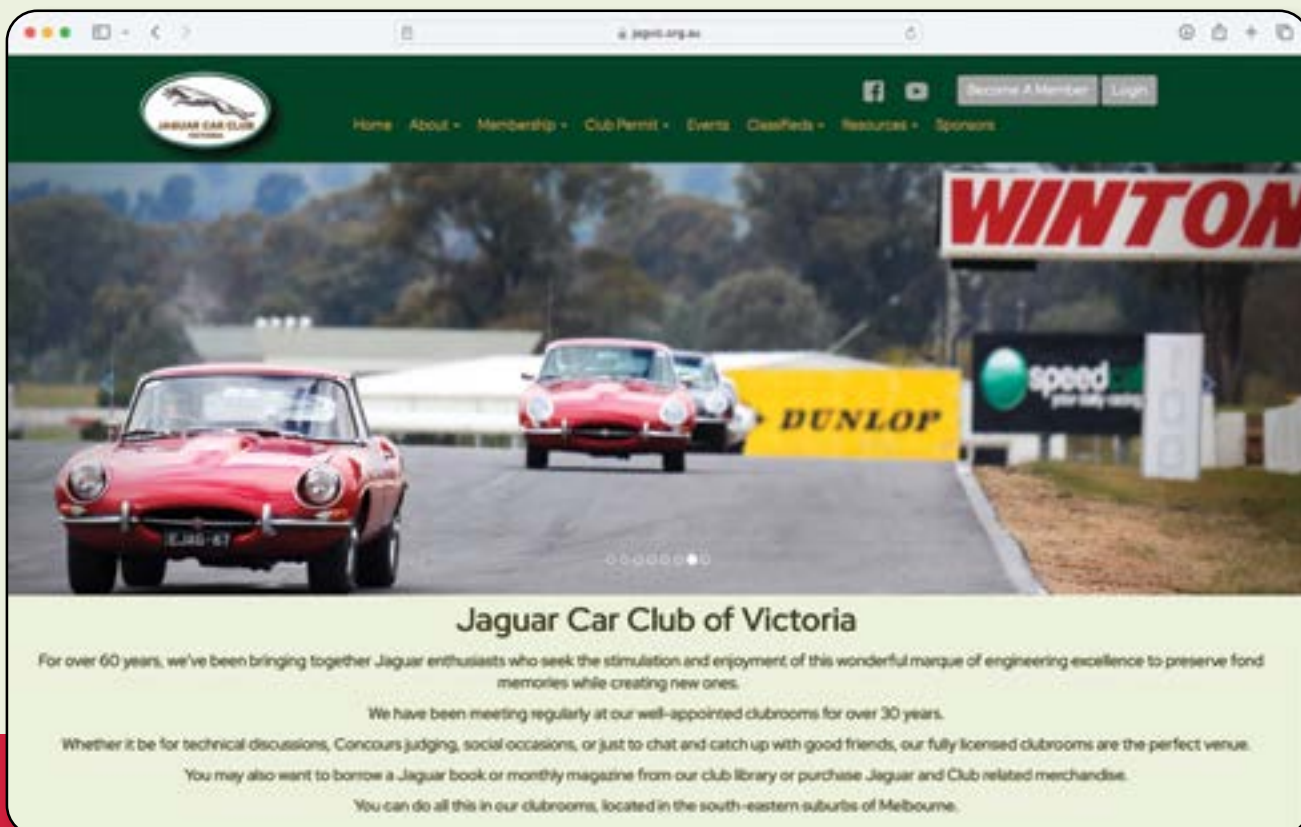 jagvic.org.au
JAGUAR CAR CLUB
VICTORIA
Become A Member Login
Home About Membership Club Permit Events Classifieds Resources Sponsors
WINTON
speed
DUNLOP
EJAG-67
Jaguar Car Club of Victoria
For over 60 years, we've been bringing together Jaguar enthusiasts who seek the stimulation and enjoyment of this wonderful marque of engineering excellence to preserve fond
memories while creating new ones.
We have been meeting regularly at our well-appointed clubrooms for over 30 years.
Whether it be for technical discussions, Concours judging, social occasions, or just to chat and catch up with good friends, our fully licensed clubrooms are the perfect venue.
You may also want to borrow a Jaguar book or monthly magazine from our club library or purchase Jaguar and Club related merchandise.
You can do all this in our clubrooms, located in the south-eastern suburbs of Melbourne.